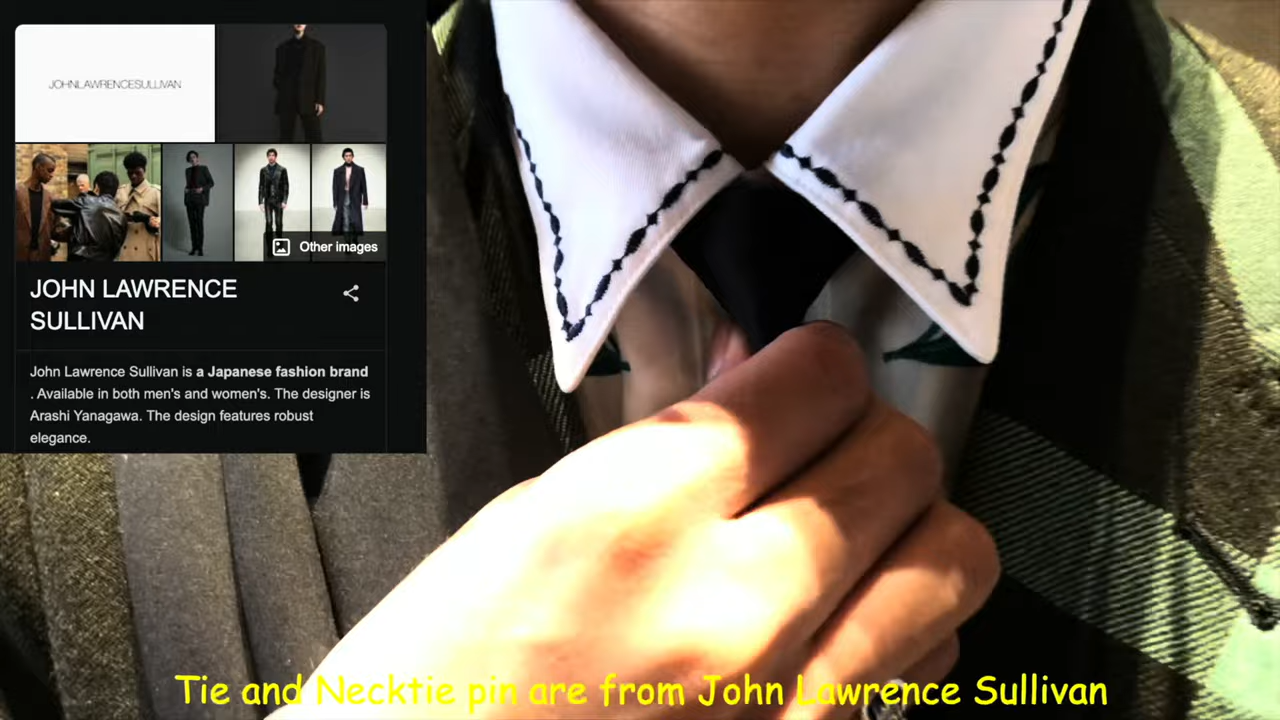 JOHNLAWRENCESULLIVAN
Other images
JOHN LAWRENCE
SULLIVAN
John Lawrence Sullivan is a Japanese fashion brand
. Available in both men's and women's. The designer is
Arashi Yanagawa. The design features robust
elegance.
Tie and Necktie pin are from John Lawrence Sullivan